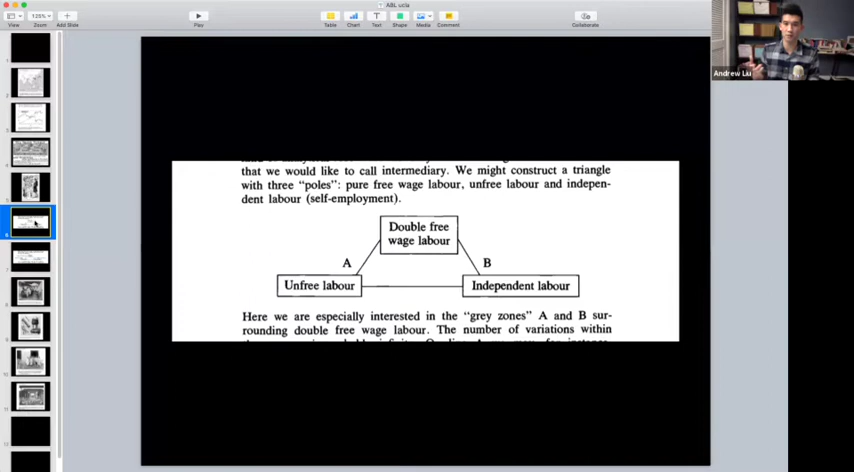 ABL ucla
125%
View
Zoom
Add Slide
Play
Table
Chart
Text
Shape
Media
Comment
Collaborate
Andrew Liu
that we would like to call intermediary. We might construct a triangle
with three "poles": pure free wage labour, unfree labour and indepen-
dent labour (self-employment).
Double free
wage labour
A
B
Unfree labour
Independent labour
Here we are especially interested in the "grey zones" A and B sur-
rounding double free wage labour. The number of variations within